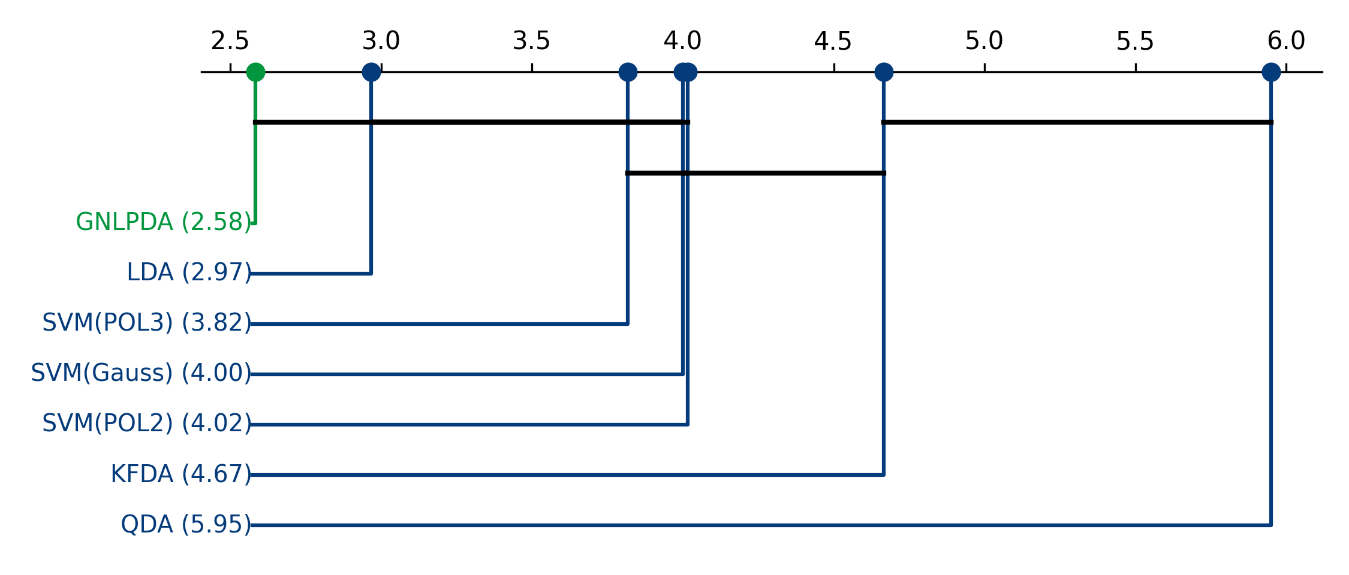 2.5 3.0 3.5 4.0 4.5 5.0 5.5 6.0
GNLPDA (2.58)
LDA (2.97)
SVM(POL3) (3.82)
SVM(Gauss) (4.00)
SVM(POL2) (4.02)
KFDA (4.67)
QDA (5.95)